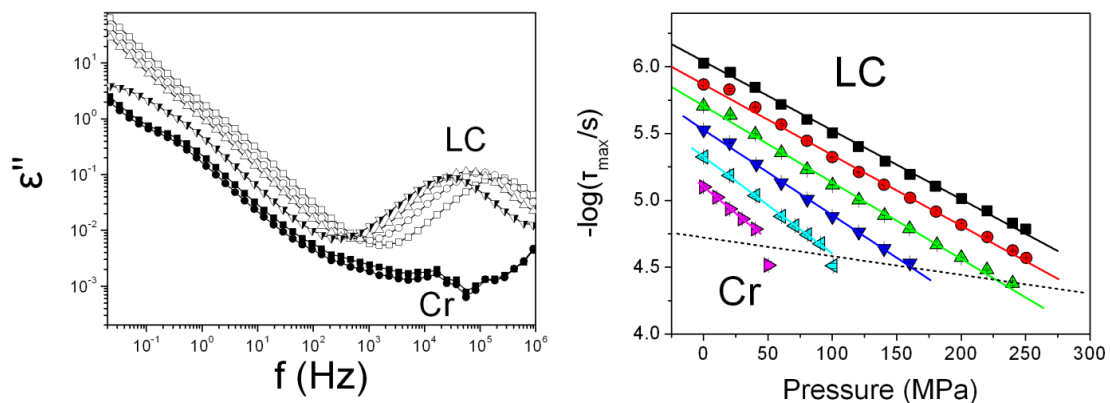 ε"
10¹
10⁰
10⁻¹
10⁻²
10⁻³
LC
Cr
10⁻¹ 10⁰ 10¹ 10² 10³ 10⁴ 10⁵ 10⁶
f (Hz)
-log(τmax/s)
6.0
5.5
5.0
4.5
4.0
LC
Cr
0 50 100 150 200 250 300
Pressure (MPa)